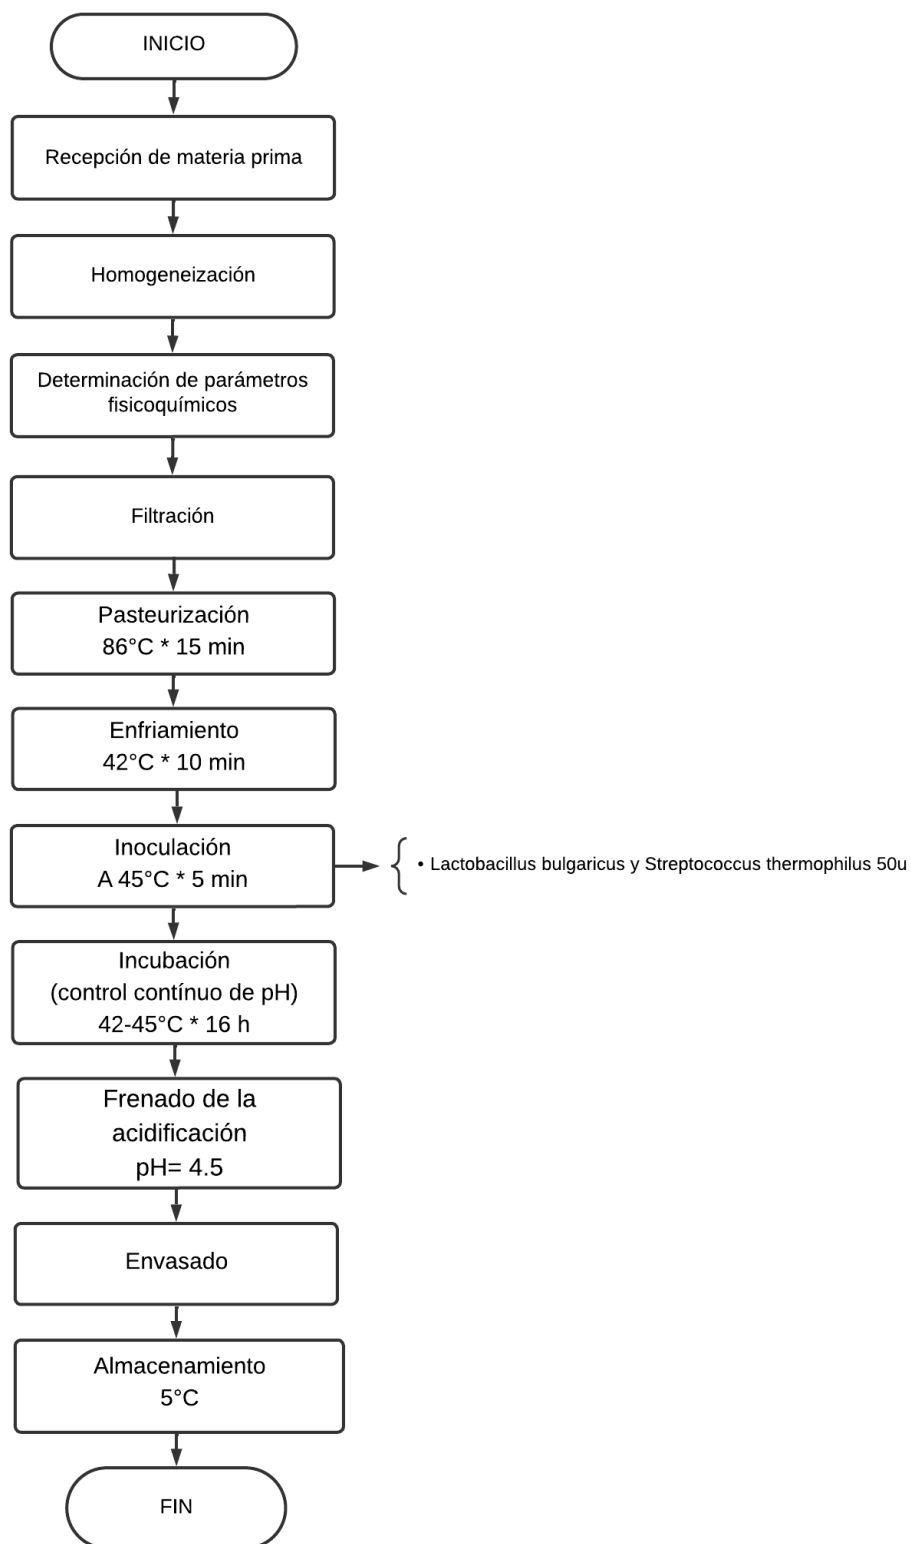 INICIO
Recepción de materia prima
Homogeneización
Determinación de parámetros
fisicoquímicos
Filtración
Pasteurización
86°C * 15 min
Enfriamiento
42°C * 10 min
Inoculación
A 45°C * 5 min
• Lactobacillus bulgaricus y Streptococcus thermophilus 50u
Incubación
(control contínuo de pH)
42-45°C * 16 h
Frenado de la
acidificación
pH= 4.5
Envasado
Almacenamiento
5°C
FIN